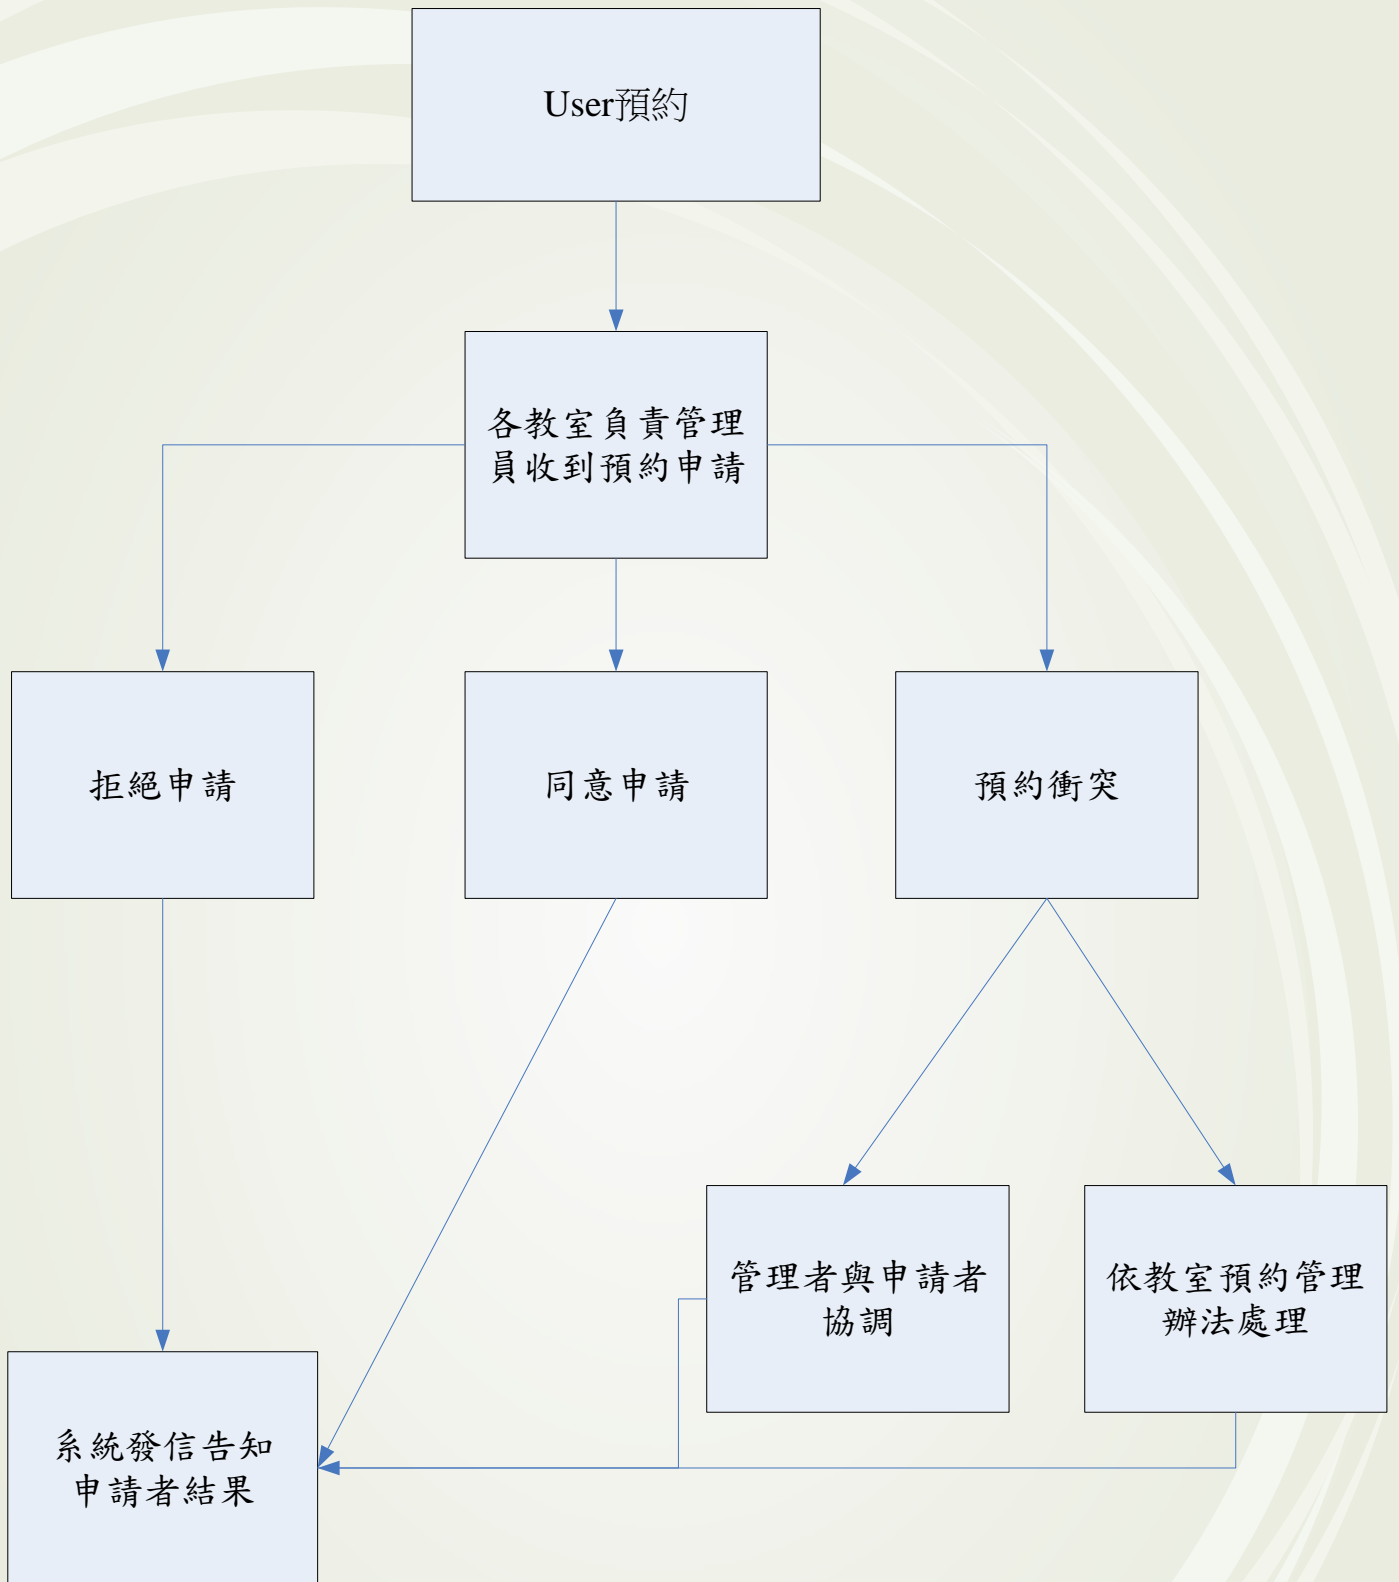 User預約
各教室負責管理
員收到預約申請
拒絕申請
同意申請
預約衝突
管理者與申請者
協調
依教室預約管理
辦法處理
系統發信告知
申請者結果